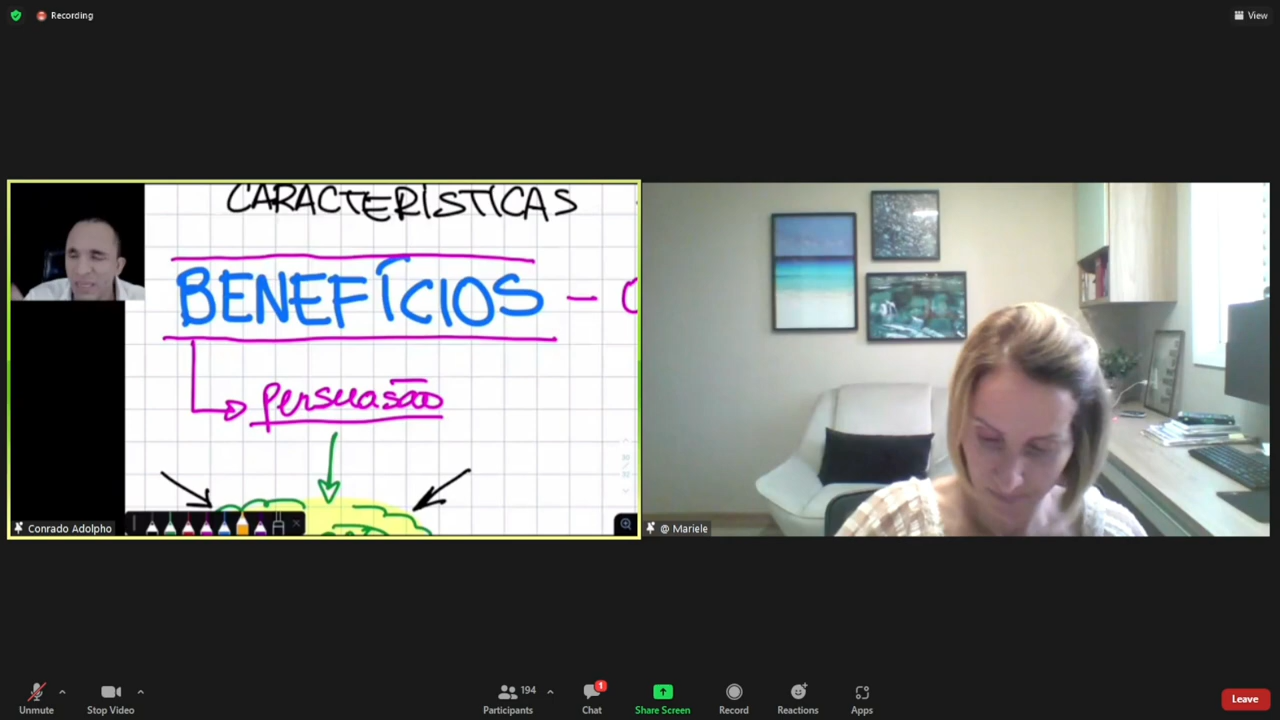 Recording
View
CARACTERÍSTICAS
BENEFÍCIOS -
persuasão
Conrado Adolpho
@ Mariele
Unmute
Stop Video
194
Participants
1
Chat
Share Screen
Record
Reactions
Apps
Leave